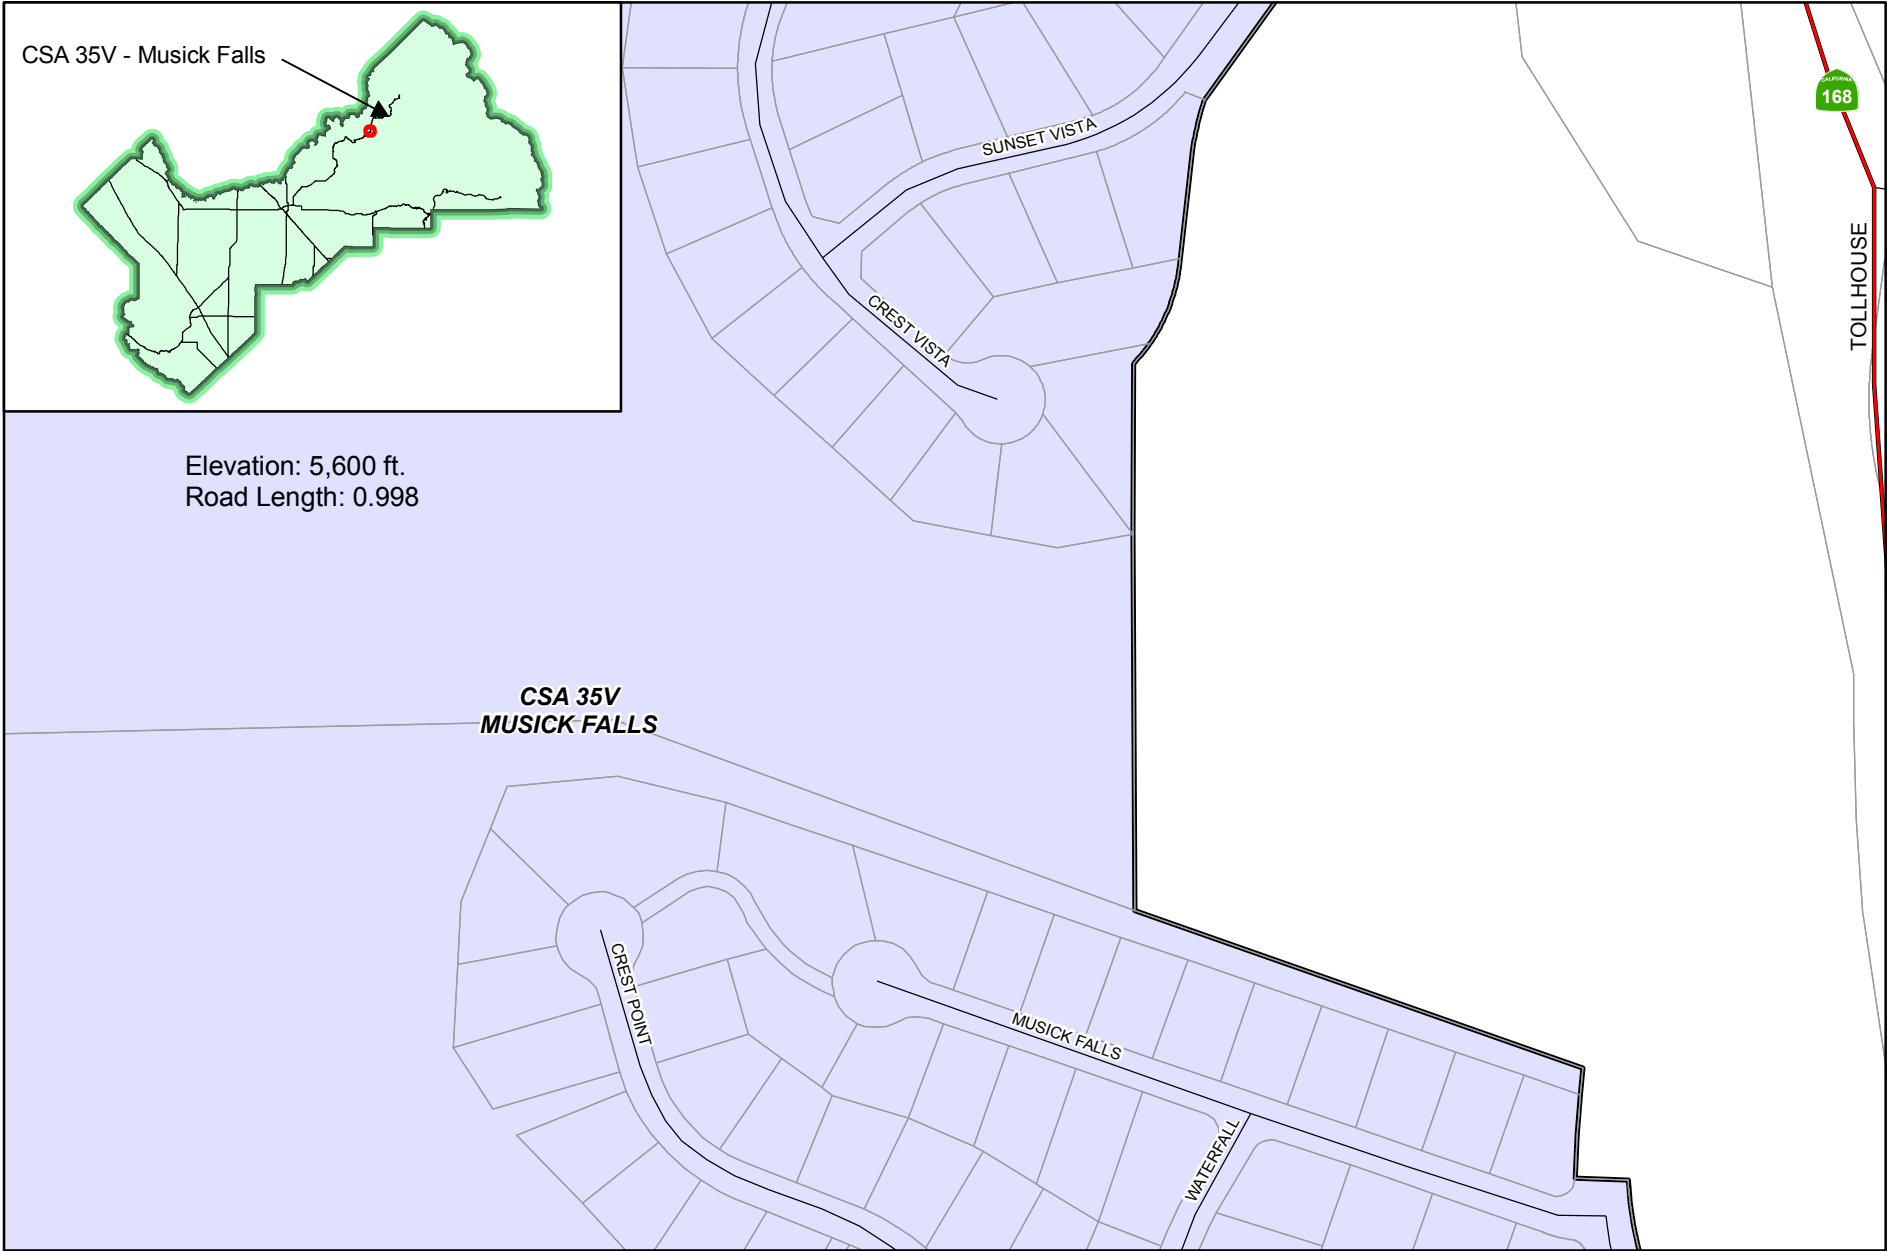 CSA 35V - Musick Falls
CALIFORNIA
168
SUNSET VISTA
TOLLHOUSE
CREST VISTA
Elevation: 5,600 ft.
Road Length: 0.998
CSA 35V
MUSICK FALLS
CREST POINT
MUSICK FALLS
WATERFALL